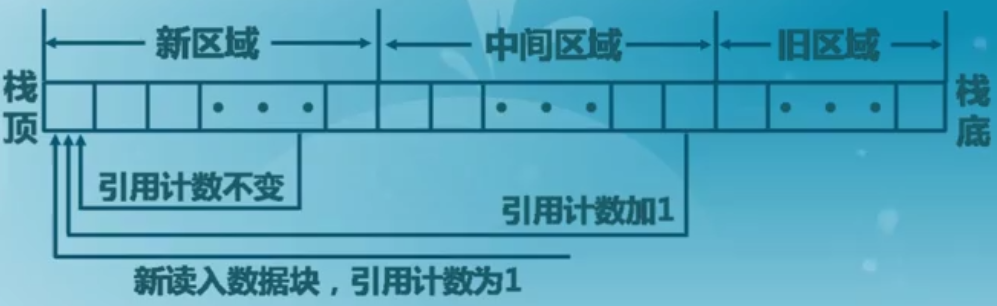 新区域
中间区域
旧区域
栈顶
栈底
引用计数不变
引用计数加1
新读入数据块，引用计数为1